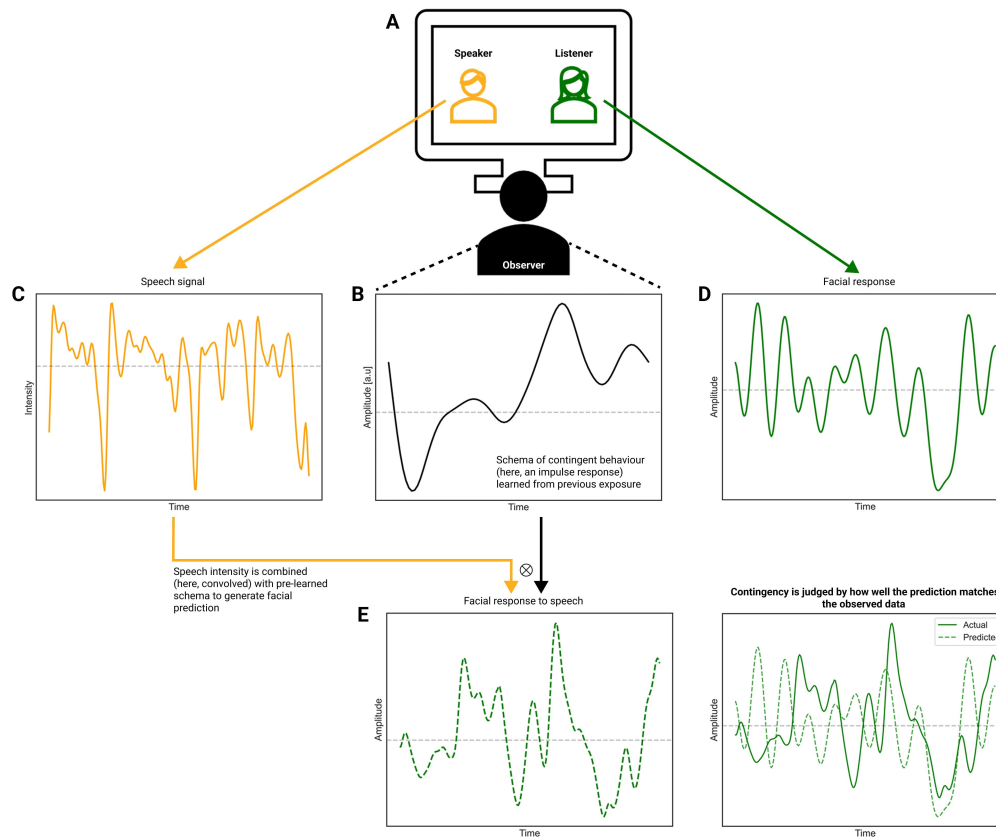 A
Speaker
Listener
Observer
C
Speech signal
Intensity
Time
B
Amplitude [a.u]
Schema of contingent behaviour
(here, an impulse response)
learned from previous exposure
Time
D
Facial response
Amplitude
Time
Speech intensity is combined
(here, convolved) with pre-learned
schema to generate facial
prediction
⊗
E
Facial response to speech
Amplitude
Time
Contingency is judged by how well the prediction matches
the observed data
Actual
Predicted
Amplitude
Time